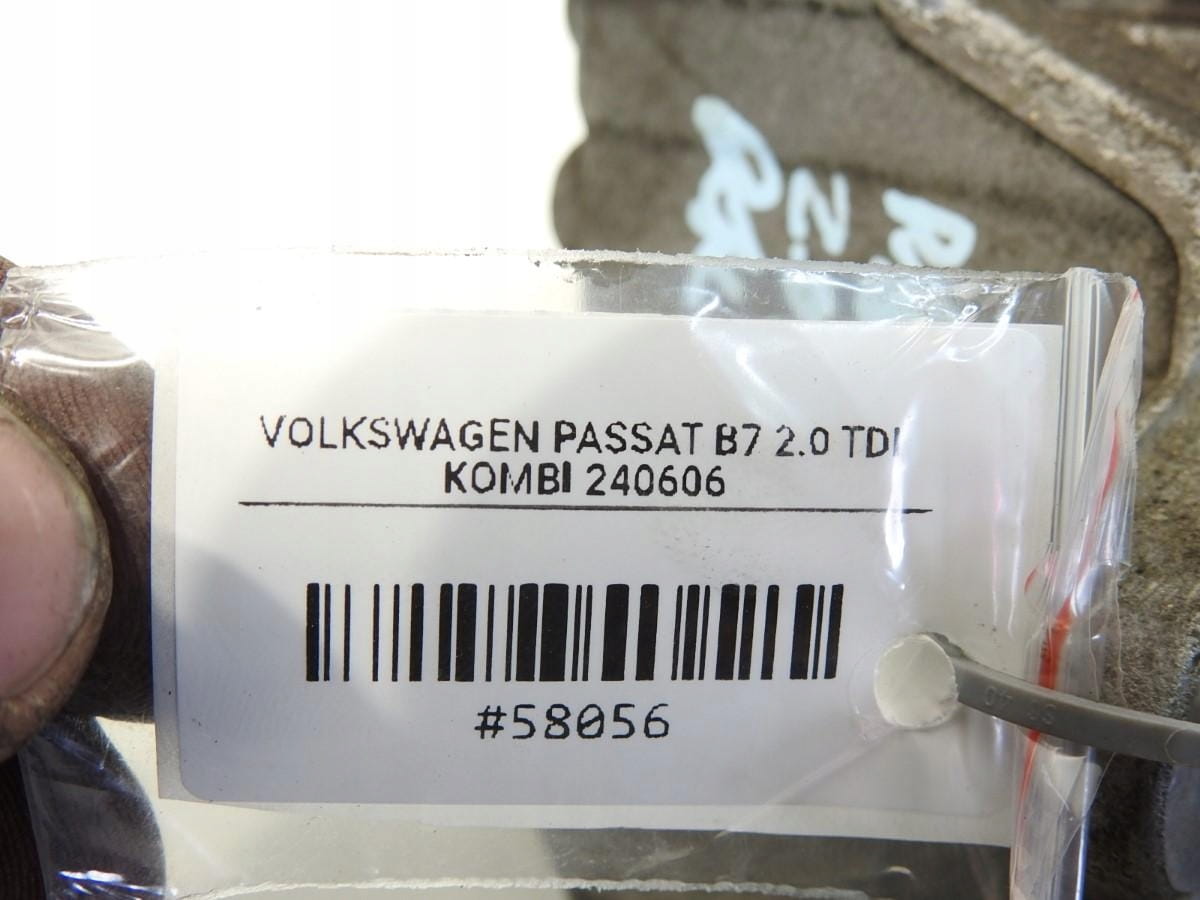 VOLKSWAGEN PASSAT B7 2.0 TDI
KOMBI 240606
#58056